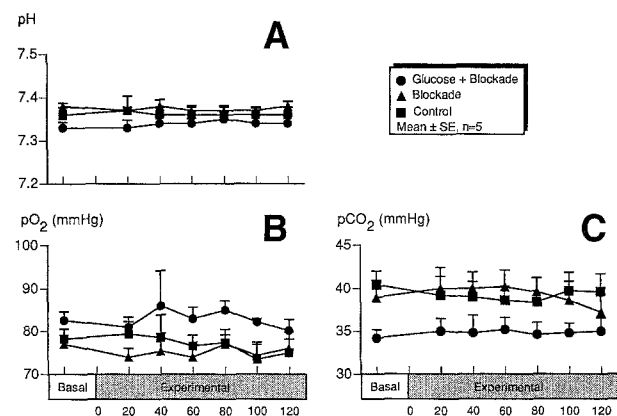 pH
A
7.5
7.4
7.3
7.2
Glucose + Blockade
Blockade
Control
Mean ± SE, n=5
pO2 (mmHg)
B
100
90
80
70
Basal
Experimental
0 20 40 60 80 100 120
pCO2 (mmHg)
C
45
40
35
30
Basal
Experimental
0 20 40 60 80 100 120